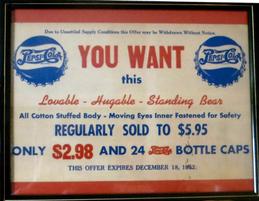 Due to Unsettled Supply Conditions this Offer may be Withdrawn Without Notice.
PEPSI-COLA
PEPSI-COLA
YOU WANT
this
Lovable - Hugable - Standing Bear
All Cotton Stuffed Body - Moving Eyes Inner Fastened for Safety
REGULARLY SOLD TO $5.95
ONLY $2.98 AND 24 BOTTLE CAPS
THIS OFFER EXPIRES DECEMBER 18,